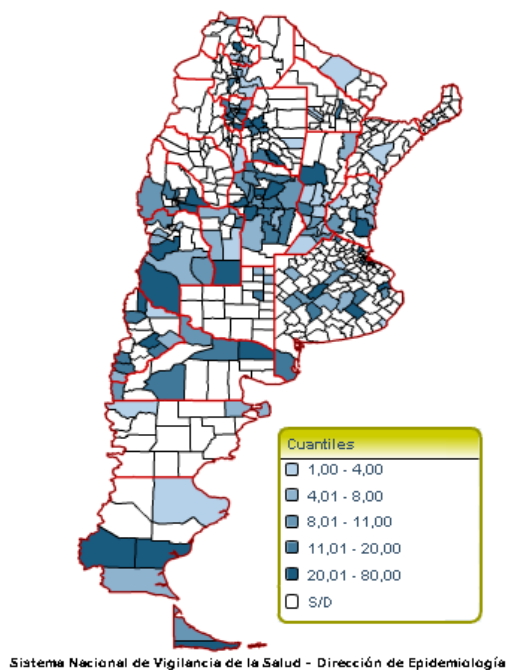 Cuantiles
1,00 - 4,00
4,01 - 8,00
8,01 - 11,00
11,01 - 20,00
20,01 - 80,00
S/D
Sistema Nacional de Vigilancia de la Salud - Dirección de Epidemiología